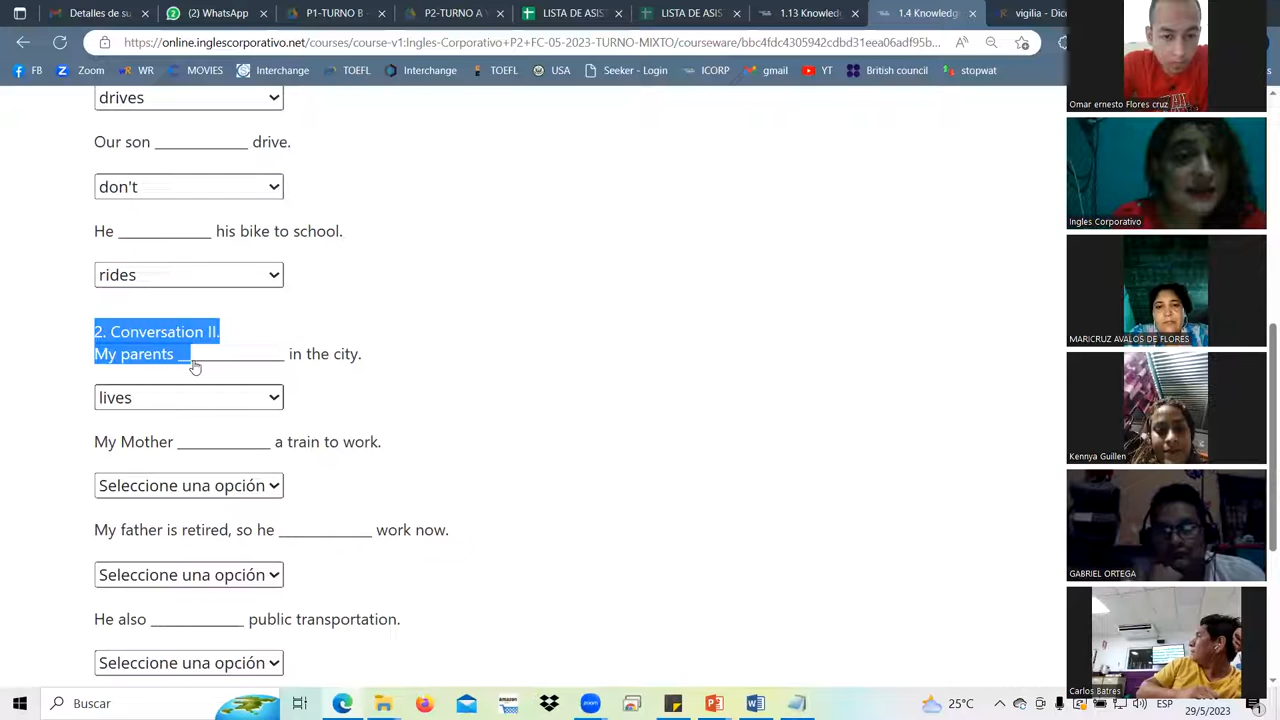 Detalles de su
(2) WhatsApp
P1-TURNO B
P2-TURNO A
LISTA DE ASIS
LISTA DE ASIS
1.13 Knowledg
1.4 Knowledg
vigilia - Dicc
https://online.inglescorporativo.net/courses/course-v1:Ingles-Corporativo+P2+FC-05-2023-TURNO-MIXTO/courseware/bbc4fdc4305942cdbd31eea06adf95b...
FB
Zoom
WR
MOVIES
Interchange
TOEFL
Interchange
TOEFL
USA
Seeker - Login
ICORP
gmail
YT
British council
stopwat
drives
Our son ___________ drive.
don't
He ___________ his bike to school.
rides
2. Conversation II.
My parents _____________ in the city.
lives
My Mother ___________ a train to work.
Seleccione una opción
My father is retired, so he ___________ work now.
Seleccione una opción
He also ___________ public transportation.
Seleccione una opción
Omar ernesto Flores cruz
Ingles Corporativo
MARICRUZ AVALOS DE FLORES
Kennya Guillen
GABRIEL ORTEGA
Carlos Batres
Buscar
25°C
ESP
29/5/2023